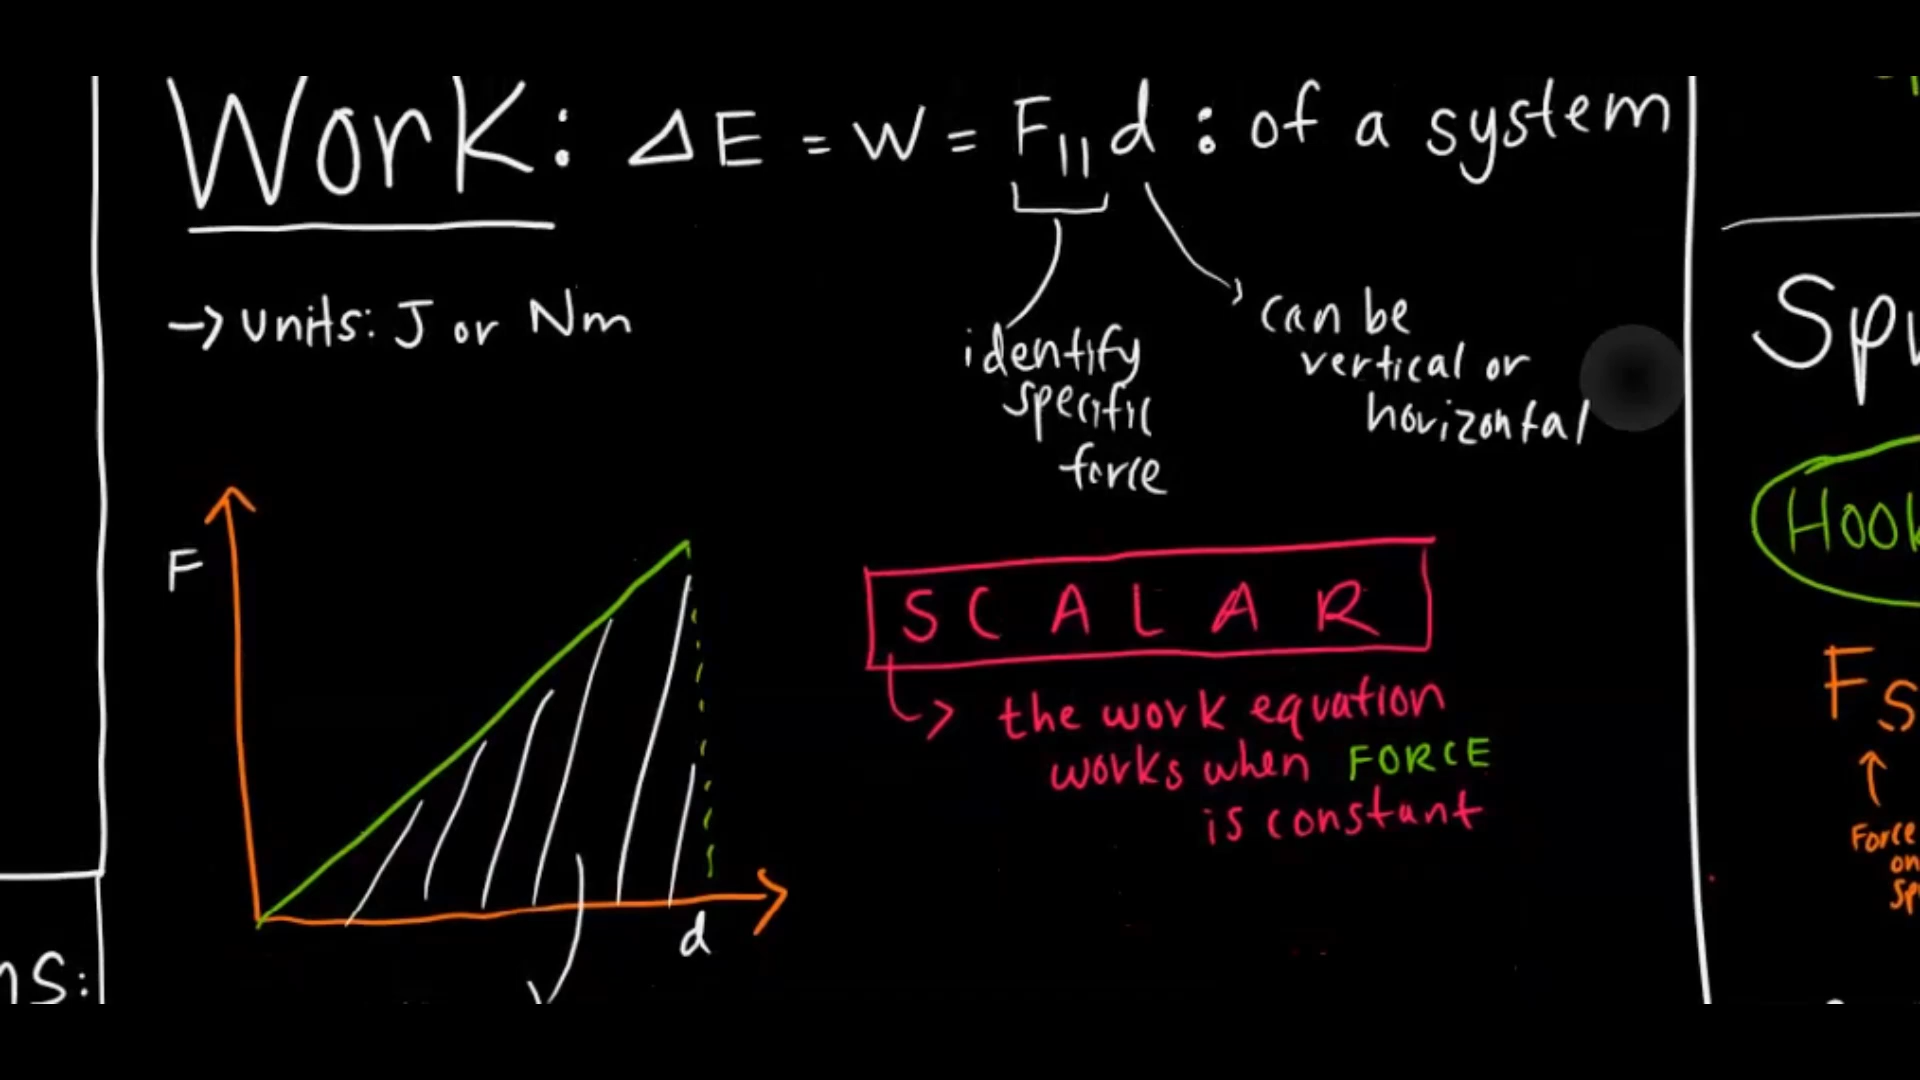 Work: ΔE = W = F|| d : of a system
→ units: J or Nm
identify
specific
force
can be
vertical or
horizontal
F
d
SCALAR
the work equation
works when FORCE
is constant
ns:
Spr
Hook
Fs
Force
on
Sp